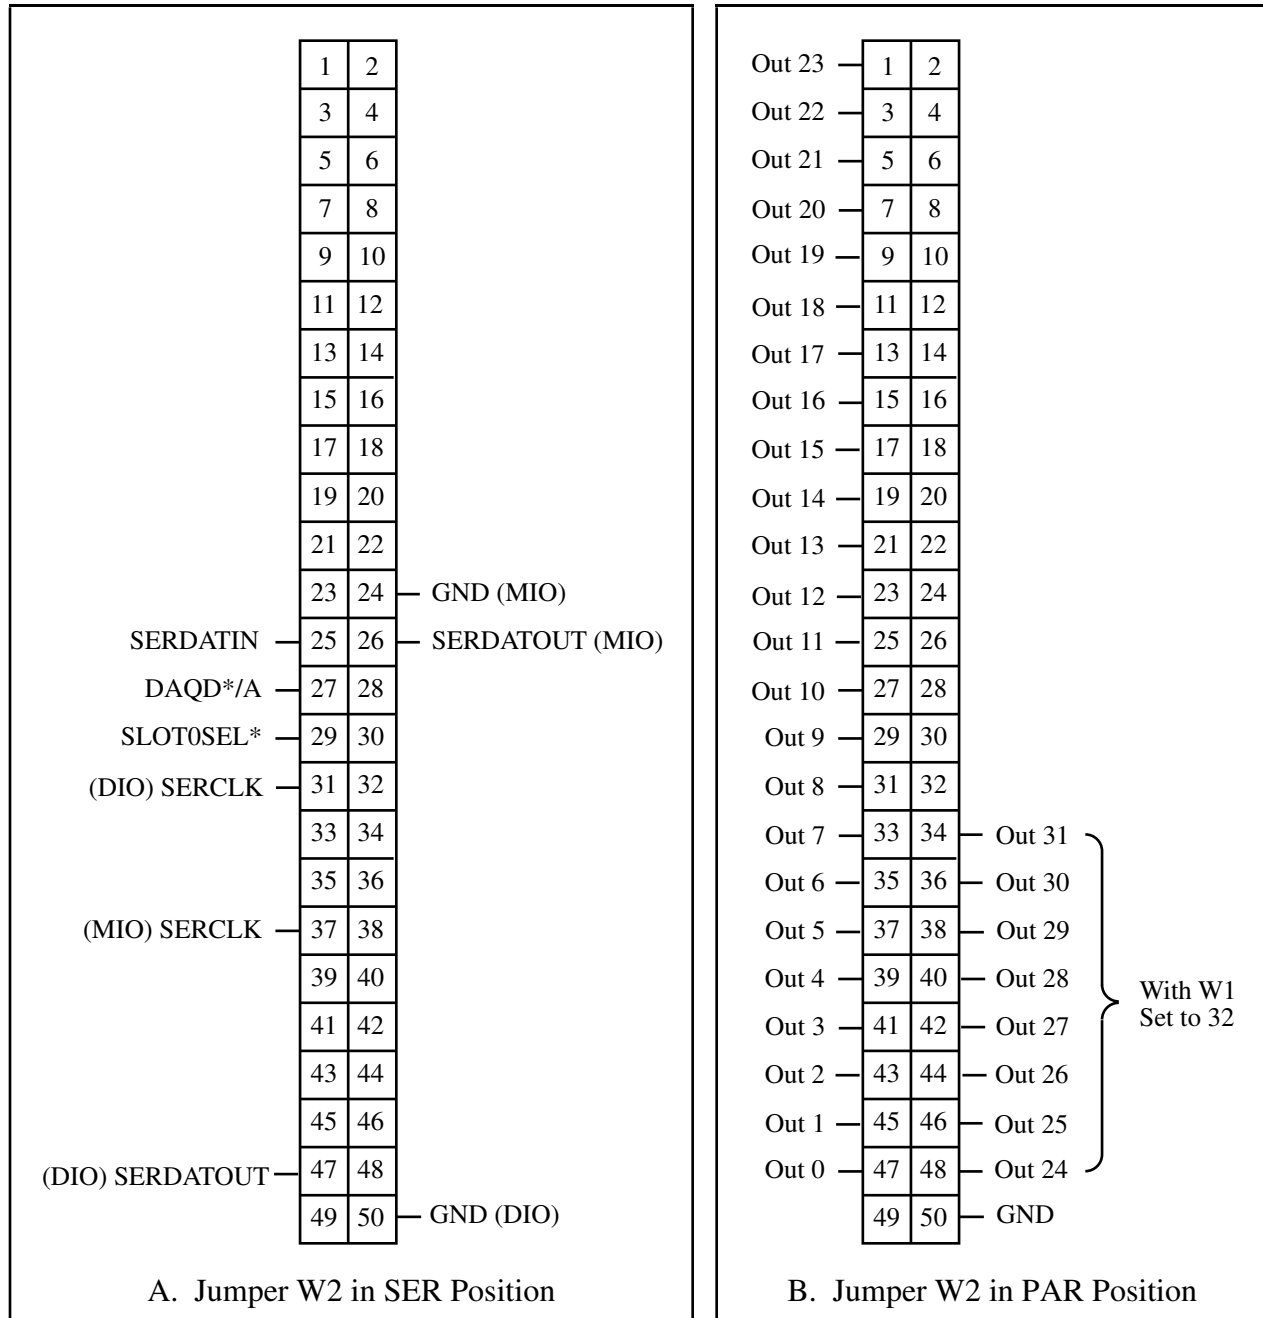 1 2
3 4
5 6
7 8
9 10
11 12
13 14
15 16
17 18
19 20
21 22
23 24 GND (MIO)
SERDATIN 25 26 SERDATOUT (MIO)
DAQD*/A 27 28
SLOT0SEL* 29 30
(DIO) SERCLK 31 32
33 34
35 36
(MIO) SERCLK 37 38
39 40
41 42
43 44
45 46
(DIO) SERDATOUT 47 48
49 50 GND (DIO)
A. Jumper W2 in SER Position
Out 23 1 2
Out 22 3 4
Out 21 5 6
Out 20 7 8
Out 19 9 10
Out 18 11 12
Out 17 13 14
Out 16 15 16
Out 15 17 18
Out 14 19 20
Out 13 21 22
Out 12 23 24
Out 11 25 26
Out 10 27 28
Out 9 29 30
Out 8 31 32
Out 7 33 34 Out 31
Out 6 35 36 Out 30
Out 5 37 38 Out 29
Out 4 39 40 Out 28
Out 3 41 42 Out 27
Out 2 43 44 Out 26
Out 1 45 46 Out 25
Out 0 47 48 Out 24
49 50 GND
With W1
Set to 32
B. Jumper W2 in PAR Position